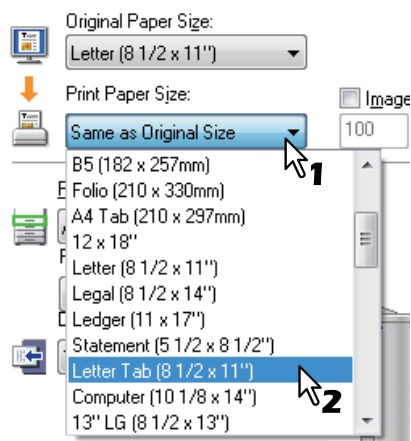 Original Paper Size:
Letter (8 1/2 x 11")
Print Paper Size:
Image
Same as Original Size
100
1
B5 (182 x 257mm)
Folio (210 x 330mm)
A4 Tab (210 x 297mm)
12 x 18"
Letter (8 1/2 x 11")
Legal (8 1/2 x 14")
Ledger (11 x 17")
Statement (5 1/2 x 8 1/2")
Letter Tab (8 1/2 x 11")
2
Computer (10 1/8 x 14")
13" LG (8 1/2 x 13")